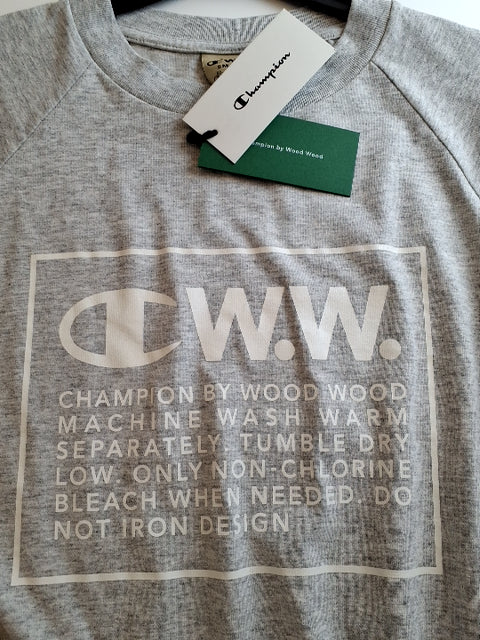 Champion
Champion by Wood Wood
C W.W.
CHAMPION BY WOOD WOOD
MACHINE WASH WARM
SEPARATELY. TUMBLE DRY
LOW. ONLY NON-CHLORINE
BLEACH WHEN NEEDED. DO
NOT IRON DESIGN